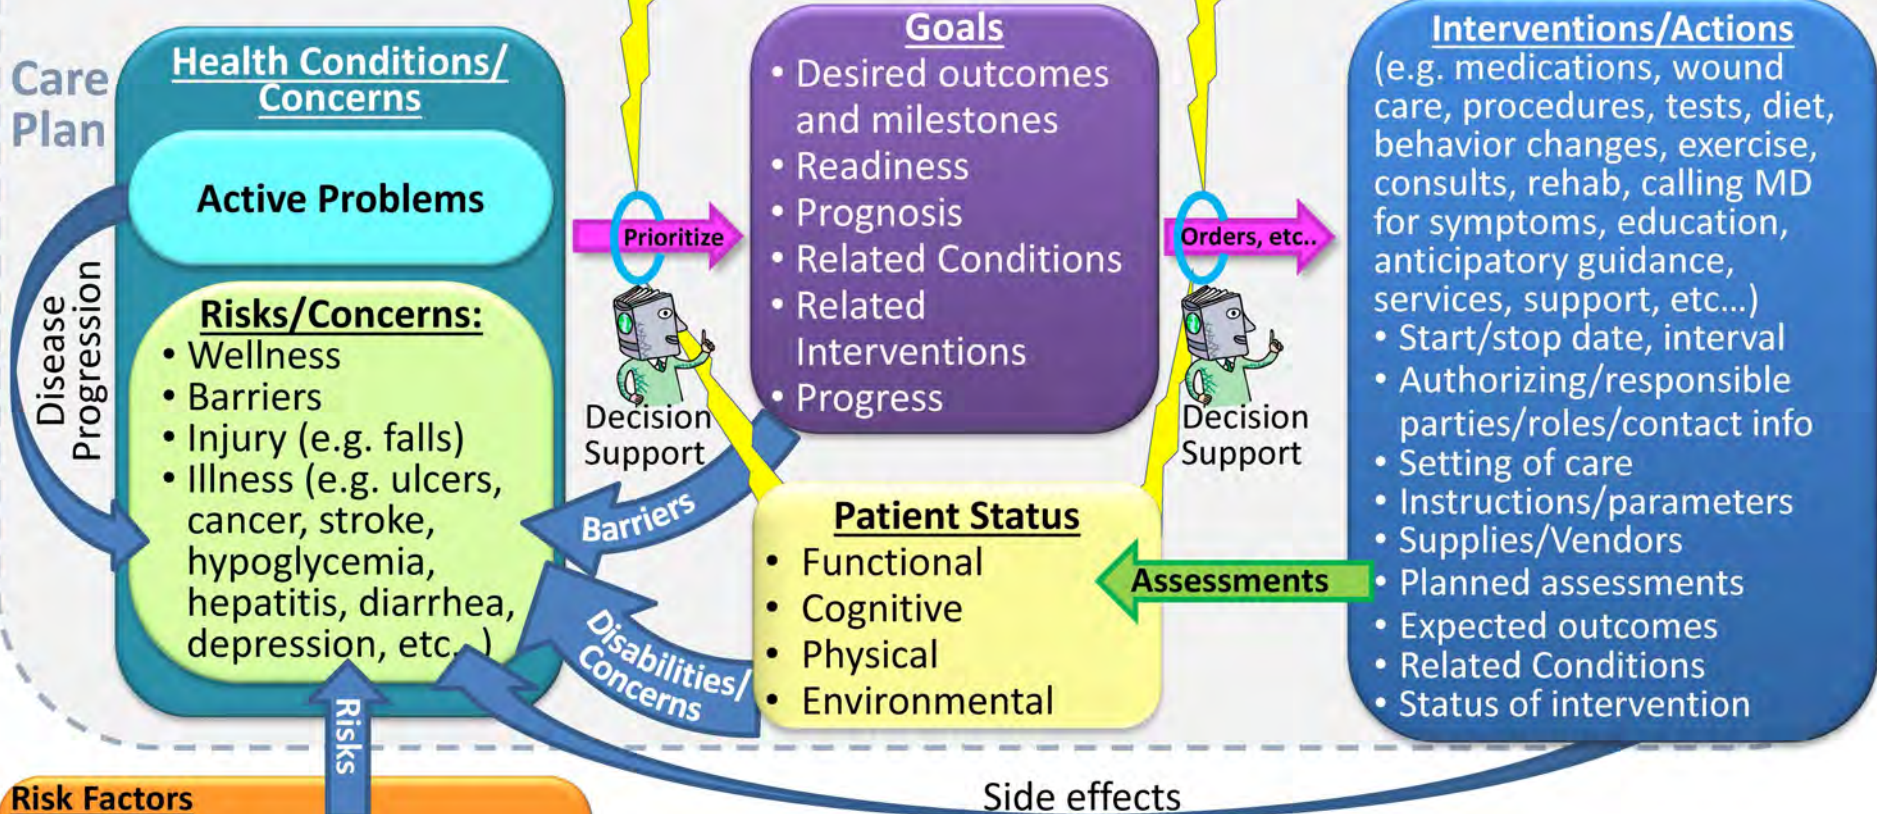 Care
Plan
Health Conditions/
Concerns
Active Problems
Disease
Progression
Risks/Concerns:
• Wellness
• Barriers
• Injury (e.g. falls)
• Illness (e.g. ulcers,
cancer, stroke,
hypoglycemia,
hepatitis, diarrhea,
depression, etc...)
Risks
Risk Factors
Prioritize
Decision
Support
Goals
• Desired outcomes
and milestones
• Readiness
• Prognosis
• Related Conditions
• Related
Interventions
• Progress
Barriers
Disabilities/
Concerns
Patient Status
• Functional
• Cognitive
• Physical
• Environmental
Orders, etc..
Decision
Support
Assessments
Interventions/Actions
(e.g. medications, wound
care, procedures, tests, diet,
behavior changes, exercise,
consults, rehab, calling MD
for symptoms, education,
anticipatory guidance,
services, support, etc...)
• Start/stop date, interval
• Authorizing/responsible
parties/roles/contact info
• Setting of care
• Instructions/parameters
• Supplies/Vendors
• Planned assessments
• Expected outcomes
• Related Conditions
• Status of intervention
Side effects